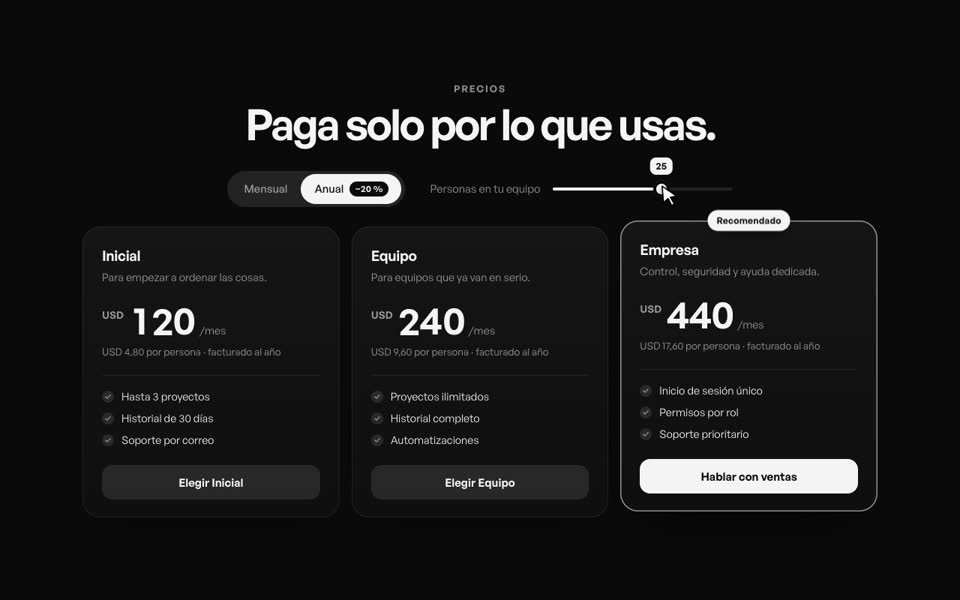 PRECIOS
Paga solo por lo que usas.
Mensual
Anual −20 %
Personas en tu equipo
25
Inicial
Para empezar a ordenar las cosas.
USD 120 /mes
USD 4,80 por persona · facturado al año
Hasta 3 proyectos
Historial de 30 días
Soporte por correo
Elegir Inicial
Equipo
Para equipos que ya van en serio.
USD 240 /mes
USD 9,60 por persona · facturado al año
Proyectos ilimitados
Historial completo
Automatizaciones
Elegir Equipo
Recomendado
Empresa
Control, seguridad y ayuda dedicada.
USD 440 /mes
USD 17,60 por persona · facturado al año
Inicio de sesión único
Permisos por rol
Soporte prioritario
Hablar con ventas